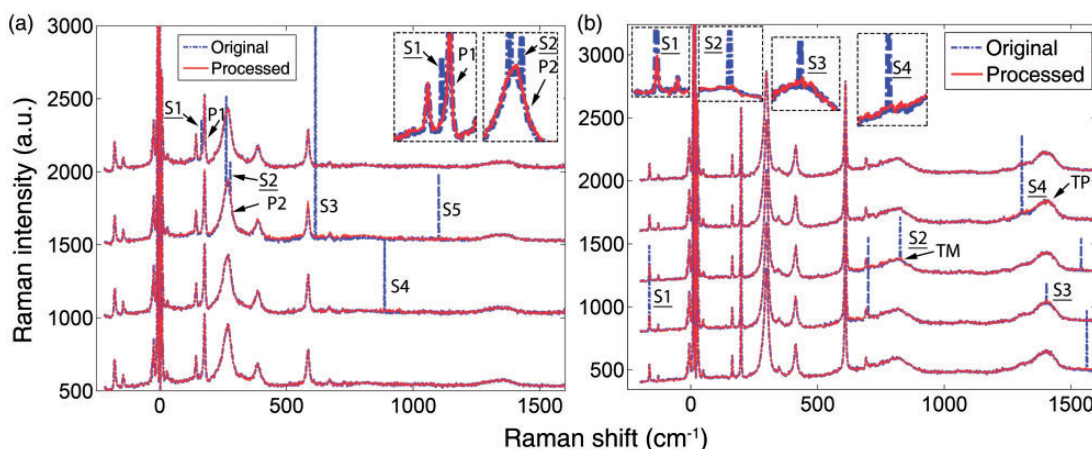 (a)
3000
2500
2000
1500
1000
500
Original
Processed
S1
P1
S2
P2
S1
P1
S2
P2
S3
S5
S4
0
500
1000
1500
Raman intensity (a.u.)
(b)
3000
2500
2000
1500
1000
500
S1
S2
S3
S4
Original
Processed
S4
TP
S2
TM
S1
S3
0
500
1000
1500
Raman shift (cm⁻¹)